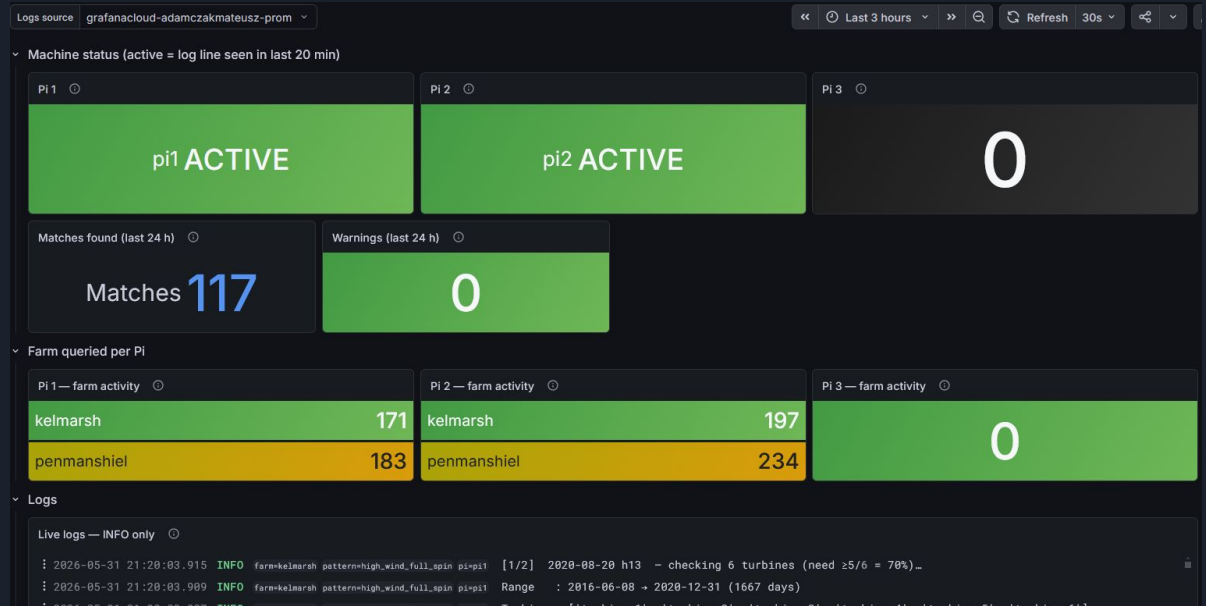 Logs source grafanacloud-adamczakmateusz-prom Last 3 hours Refresh 30s
Machine status (active = log line seen in last 20 min)
Pi 1 Pi 2 Pi 3
pi1 ACTIVE pi2 ACTIVE 0
Matches found (last 24 h) Warnings (last 24 h)
Matches 117 0
Farm queried per Pi
Pi 1 — farm activity Pi 2 — farm activity Pi 3 — farm activity
kelmarsh 171 kelmarsh 197 0
penmanshiel 183 penmanshiel 234
Logs
Live logs — INFO only
2026-05-31 21:20:03.915 INFO farm=kelmarsh pattern=high_wind_full_spin pi=pi1 [1/2] 2020-08-20 h13 — checking 6 turbines (need ≥5/6 = 70%)…
2026-05-31 21:20:03.909 INFO farm=kelmarsh pattern=high_wind_full_spin pi=pi1 Range : 2016-06-08 → 2020-12-31 (1667 days)